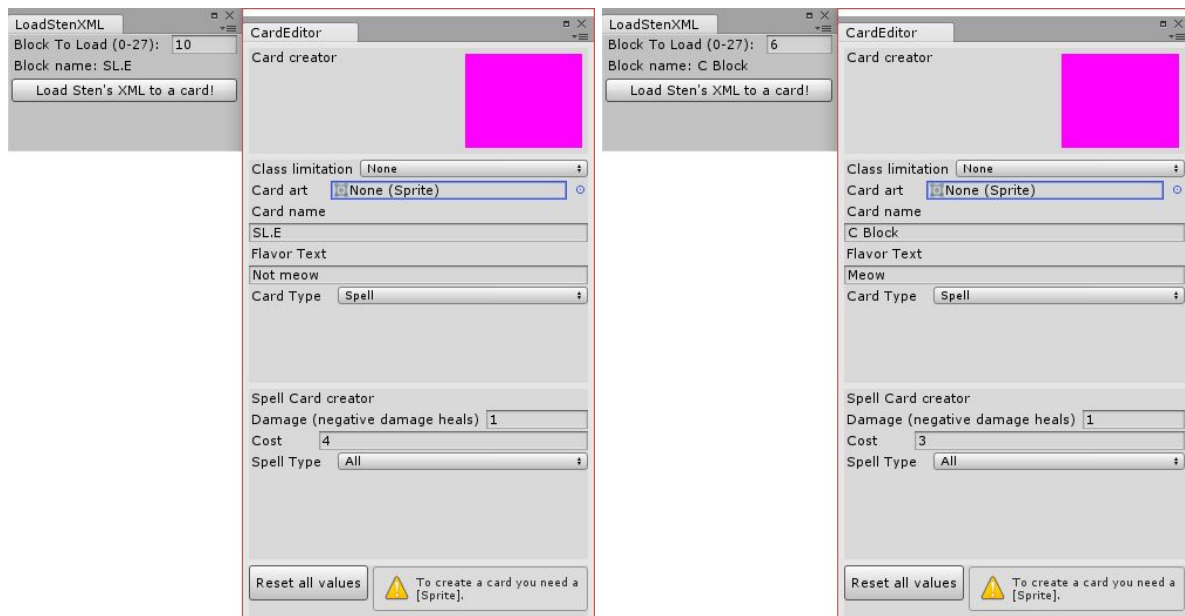 LoadStenXML
Block To Load (0-27): 10
Block name: SL.E
Load Sten's XML to a card!
CardEditor
Card creator
Class limitation None
Card art None (Sprite)
Card name
SL.E
Flavor Text
Not meow
Card Type Spell
Spell Card creator
Damage (negative damage heals) 1
Cost 4
Spell Type All
Reset all values
To create a card you need a
[Sprite].
LoadStenXML
Block To Load (0-27): 6
Block name: C Block
Load Sten's XML to a card!
CardEditor
Card creator
Class limitation None
Card art None (Sprite)
Card name
C Block
Flavor Text
Meow
Card Type Spell
Spell Card creator
Damage (negative damage heals) 1
Cost 3
Spell Type All
Reset all values
To create a card you need a
[Sprite].